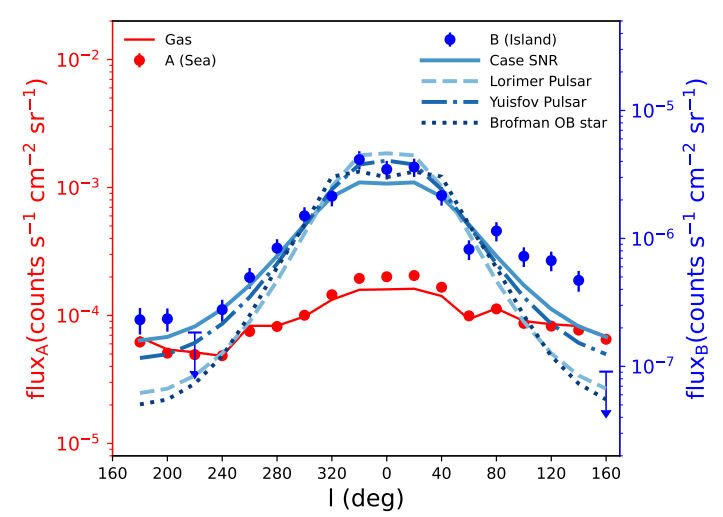 Gas
A (Sea)
B (Island)
Case SNR
Lorimer Pulsar
Yuisfov Pulsar
Brofman OB star
10⁻²
10⁻³
10⁻⁴
10⁻⁵
flux_A(counts s⁻¹ cm⁻² sr⁻¹)
10⁻⁵
10⁻⁶
10⁻⁷
flux_B(counts s⁻¹ cm⁻² sr⁻¹)
160 200 240 280 320 0 40 80 120 160
l (deg)